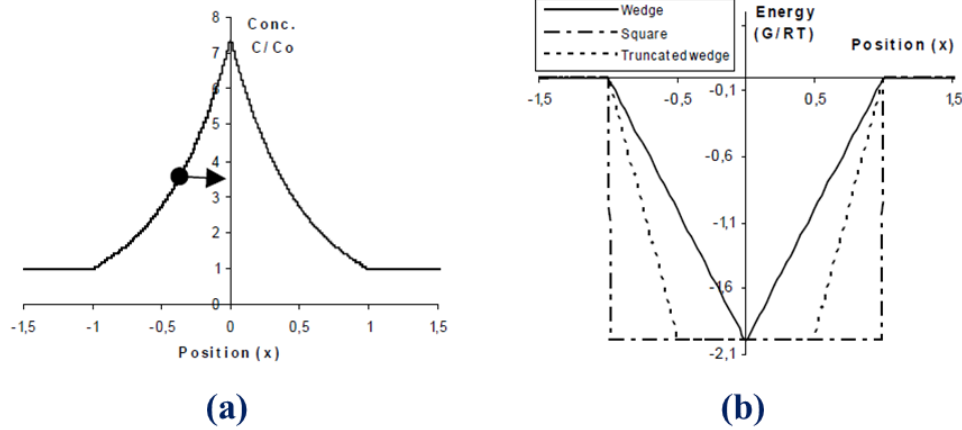 Conc.
C/Co
8
7
6
5
4
3
2
1
0
-1,5 -1 -0,5 0 0,5 1 1,5
Position (x)
(a)
Wedge
Square
Truncated wedge
Energy
(G/RT)
Position (x)
-1,5 -0,5 0,5 1,5
-0,1
-0,6
-1,1
-1,6
-2,1
(b)